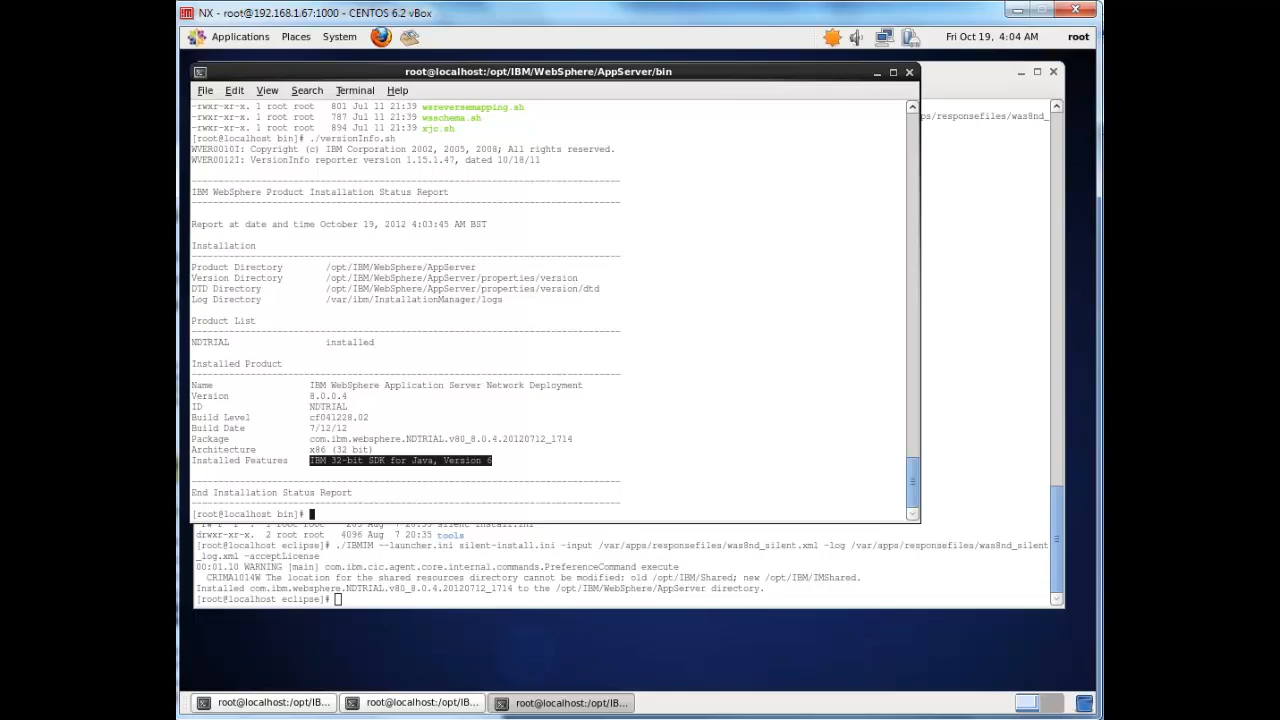 NX - root@192.168.1.67:1000 - CENTOS 6.2 vBox
Applications Places System Fri Oct 19, 4:04 AM root
root@localhost:/opt/IBM/WebSphere/AppServer/bin
File Edit View Search Terminal Help
-rwxr-xr-x. 1 root root 801 Jul 11 21:39 wsreversemapping.sh
-rwxr-xr-x. 1 root root 787 Jul 11 21:39 wsschema.sh
-rwxr-xr-x. 1 root root 894 Jul 11 21:39 xjc.sh
[root@localhost bin]# ./versionInfo.sh
WVER0010I: Copyright (c) IBM Corporation 2002, 2005, 2008; All rights reserved.
WVER0012I: VersionInfo reporter version 1.15.1.47, dated 10/18/11
--------------------------------------------------------------------------------
IBM WebSphere Product Installation Status Report
--------------------------------------------------------------------------------
Report at date and time October 19, 2012 4:03:45 AM BST
Installation
--------------------------------------------------------------------------------
Product Directory /opt/IBM/WebSphere/AppServer
Version Directory /opt/IBM/WebSphere/AppServer/properties/version
DTD Directory /opt/IBM/WebSphere/AppServer/properties/version/dtd
Log Directory /var/ibm/InstallationManager/logs
Product List
--------------------------------------------------------------------------------
NDTRIAL installed
Installed Product
--------------------------------------------------------------------------------
Name IBM WebSphere Application Server Network Deployment
Version 8.0.0.4
ID NDTRIAL
Build Level cf041228.02
Build Date 7/12/12
Package com.ibm.websphere.NDTRIAL.v80_8.0.4.20120712_1714
Architecture x86 (32 bit)
Installed Features IBM 32-bit SDK for Java, Version 6
--------------------------------------------------------------------------------
End Installation Status Report
--------------------------------------------------------------------------------
[root@localhost bin]#
ps/responsefiles/was8nd_
drwxr-xr-x. 2 root root 4096 Aug 7 20:35 tools
[root@localhost eclipse]# ./IBMIM --launcher.ini silent-install.ini -input /var/apps/responsefiles/was8nd_silent.xml -log /var/apps/responsefiles/was8nd_silent
_log.xml -acceptLicense
00:01.10 WARNING [main] com.ibm.cic.agent.core.internal.commands.PreferenceCommand execute
CRIMA1014W The location for the shared resources directory cannot be modified: old /opt/IBM/Shared; new /opt/IBM/IMShared.
Installed com.ibm.websphere.NDTRIAL.v80_8.0.4.20120712_1714 to the /opt/IBM/WebSphere/AppServer directory.
[root@localhost eclipse]#
root@localhost:/opt/IB... root@localhost:/opt/IB... root@localhost:/opt/IB...